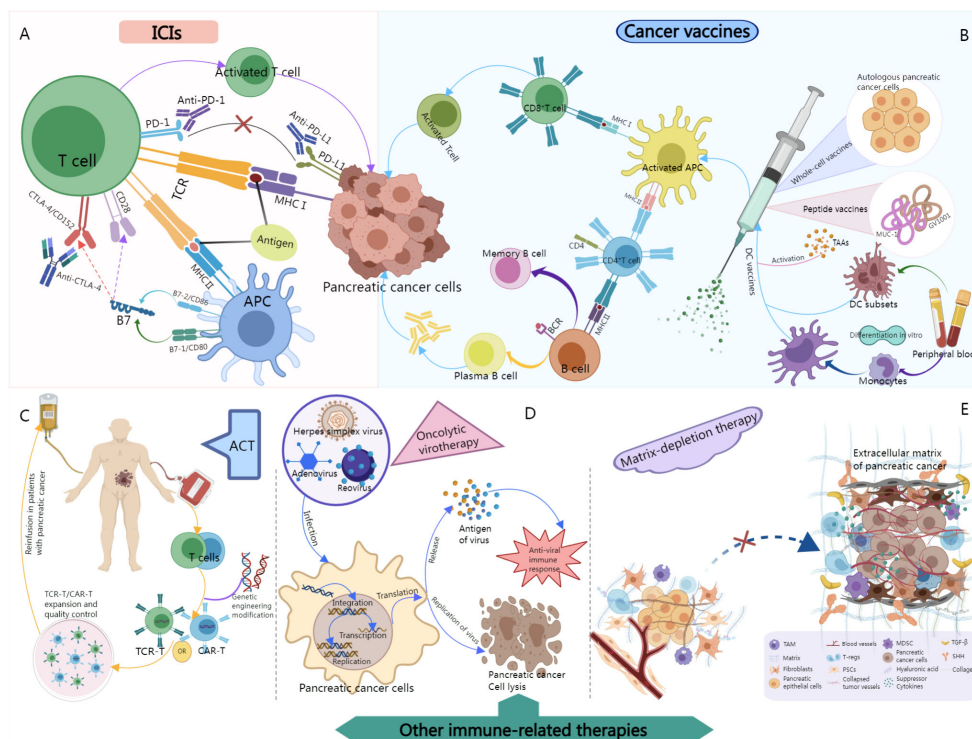 A
ICIs
Activated T cell
Anti-PD-1
PD-1
T cell
Anti-PD-L1
PD-L1
TCR
MHC I
CTLA-4/CD152
CD28
Antigen
Anti-CTLA-4
MHCII
Pancreatic cancer cells
B7
B7-2/CD86
APC
B7-1/CD80
Cancer vaccines
B
Activated Tcell
CD8+T cell
MHC I
Activated APC
MHCII
CD4
CD4+T cell
Memory B cell
BCR
MHCII
Plasma B cell
B cell
Autologous pancreatic
cancer cells
Whole-cell vaccines
Peptide vaccines
MUC-1
GV1001
TAAs
Activation
DC vaccines
DC subsets
Differentiation in vitro
Monocytes
Peripheral blood
C
ACT
Reinfusion in patients
with pancreatic cancer
T cells
Genetic
engineering
modification
TCR-T/CAR-T
expansion and
quality control
TCR-T
OR
CAR-T
D
Herpes simplex virus
Adenovirus
Reovirus
Oncolytic
virotherapy
Infection
Integration
Transcription
Replication
Translation
Pancreatic cancer cells
Release
Replication of virus
Antigen
of virus
Anti-viral
immune
response
Pancreatic cancer
Cell lysis
E
Matrix-depletion therapy
Extracellular matrix
of pancreatic cancer
TAM
Blood vessels
MDSC
TGF-β
Matrix
T-regs
Pancreatic
cancer cells
SHH
Fibroblasts
PSCs
Hyaluronic acid
Collage
Pancreatic
epithelial cells
Collapsed
tumor vessels
Suppressor
Cytokines
Other immune-related therapies